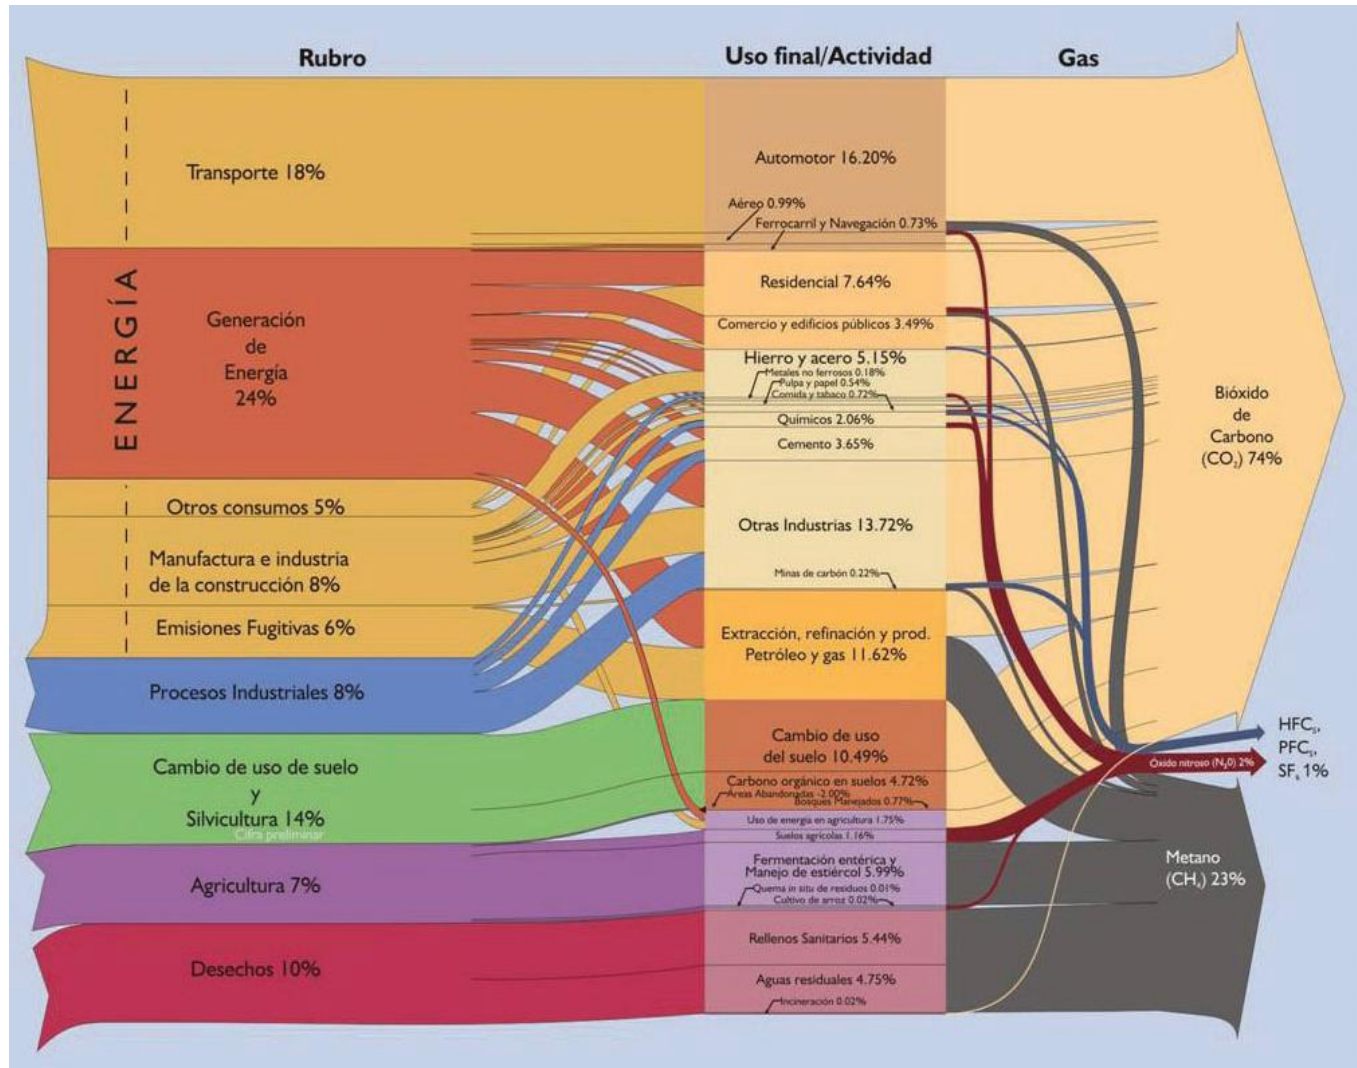 Rubro
Uso final/Actividad
Gas
ENERGÍA
Transporte 18%
Generación
de
Energía
24%
Otros consumos 5%
Manufactura e industria
de la construcción 8%
Emisiones Fugitivas 6%
Procesos Industriales 8%
Cambio de uso de suelo
y
Silvicultura 14%
Cifra preliminar
Agricultura 7%
Desechos 10%
Automotor 16.20%
Aéreo 0.99%
Ferrocarril y Navegación 0.73%
Residencial 7.64%
Comercio y edificios públicos 3.49%
Hierro y acero 5.15%
Metales no ferrosos 0.18%
Pulpa y papel 0.54%
Comida y tabaco 0.72%
Químicos 2.06%
Cemento 3.65%
Otras Industrias 13.72%
Minas de carbón 0.22%
Extracción, refinación y prod.
Petróleo y gas 11.62%
Cambio de uso
del suelo 10.49%
Carbono orgánico en suelos 4.72%
Áreas Abandonadas -2.00%
Bosques Manejados 0.77%
Uso de energía en agricultura 1.75%
Suelos agrícolas 1.16%
Fermentación entérica y
Manejo de estiércol 5.99%
Quema in situ de residuos 0.01%
Cultivo de arroz 0.02%
Rellenos Sanitarios 5.44%
Aguas residuales 4.75%
Incineración 0.02%
Bióxido
de
Carbono
(CO₂) 74%
HFCₛ,
PFCₛ,
SF₆ 1%
Óxido nitroso (N₂0) 2%
Metano
(CH₄) 23%